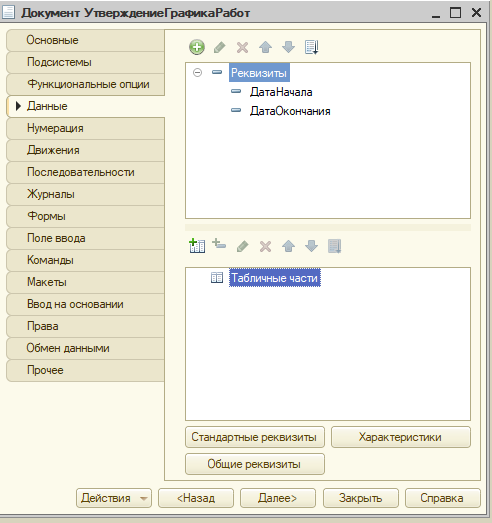 Документ УтверждениеГрафикаРабот
Основные
Подсистемы
Функциональные опции
Данные
Нумерация
Движения
Последовательности
Журналы
Формы
Поле ввода
Команды
Макеты
Ввод на основании
Права
Обмен данными
Прочее
Реквизиты
ДатаНачала
ДатаОкончания
Табличные части
Стандартные реквизиты
Характеристики
Общие реквизиты
Действия
<Назад
Далее>
Закрыть
Справка